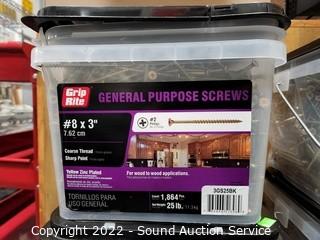 Grip
Rite
GENERAL PURPOSE SCREWS
#8 x 3"
7.62 cm
#2
Coarse Thread
Sharp Point
Yellow Zinc Plated
For wood to wood applications.
TORNILLOS PARA
USO GENERAL
1,864 Pcs.
25 lb.
3GS25BK
Copyright 2022 - Sound Auction Service